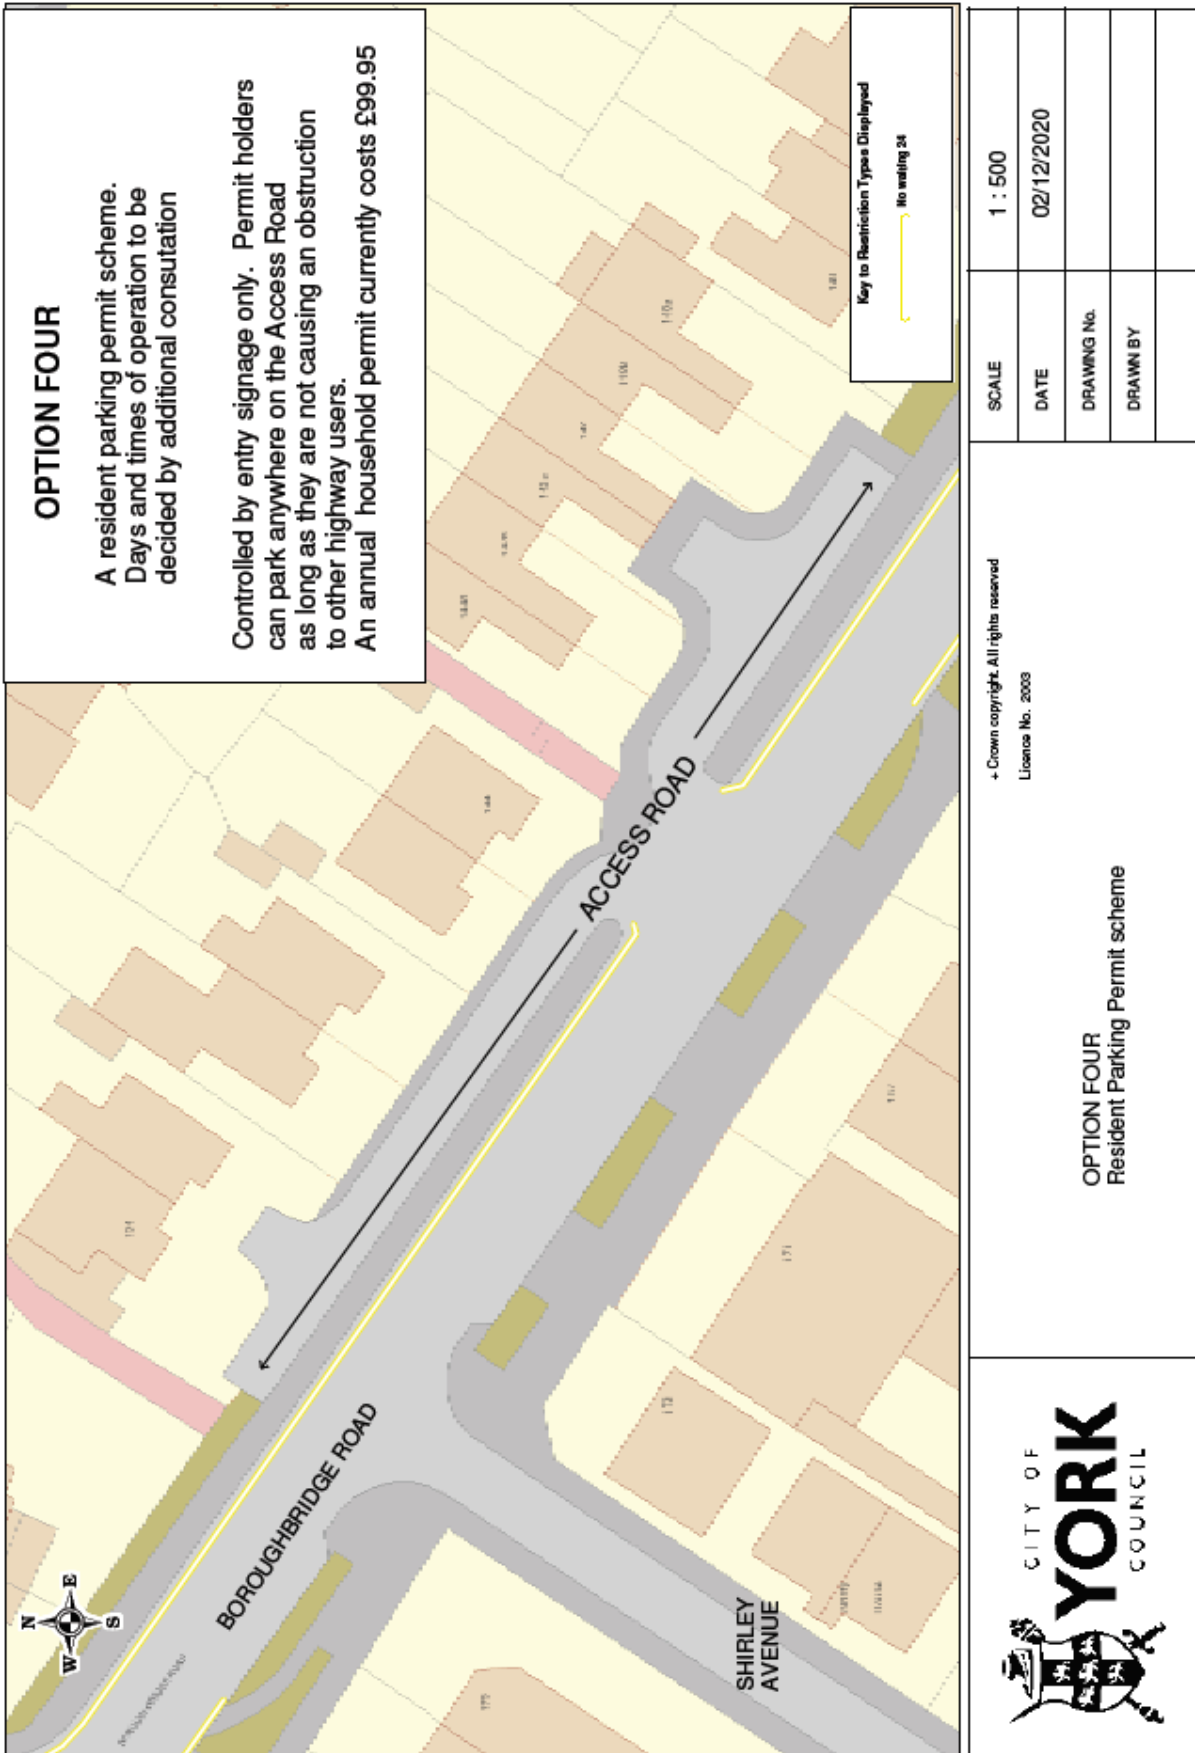 OPTION FOUR
A resident parking permit scheme.
Days and times of operation to be
decided by additional consutation
Controlled by entry signage only. Permit holders
can park anywhere on the Access Road
as long as they are not causing an obstruction
to other highway users.
An annual household permit currently costs £99.95
Key to Restriction Types Displayed
No waiting 24
N
E
S
W
ACCESS ROAD
BOROUGHBRIDGE ROAD
SHIRLEY
AVENUE
124
144
171
CITY OF
YORK
COUNCIL
OPTION FOUR
Resident Parking Permit scheme
+ Crown copyright. All rights reserved
Licence No. 2003
SCALE
1 : 500
DATE
02/12/2020
DRAWING No.
DRAWN BY